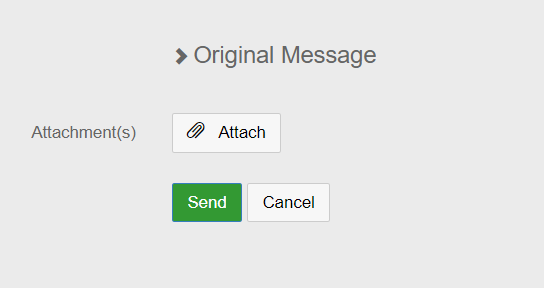 Original Message
Attachment(s) Attach
Send Cancel